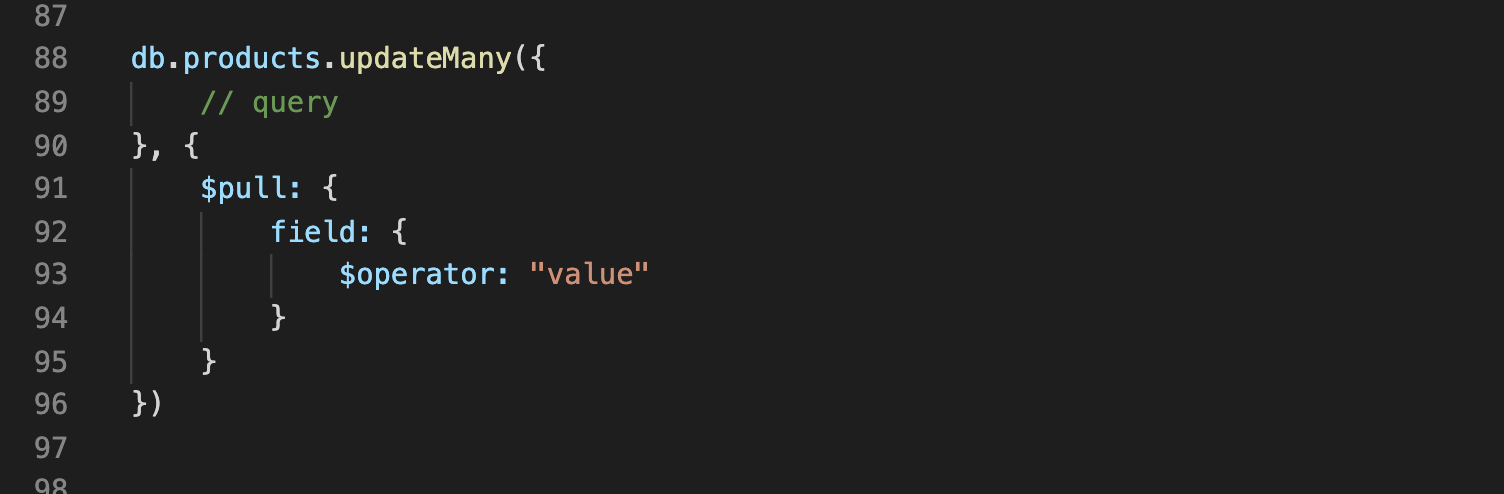 87
88 db.products.updateMany({
89 // query
90 }, {
91 $pull: {
92 field: {
93 $operator: "value"
94 }
95 }
96 })
97
98